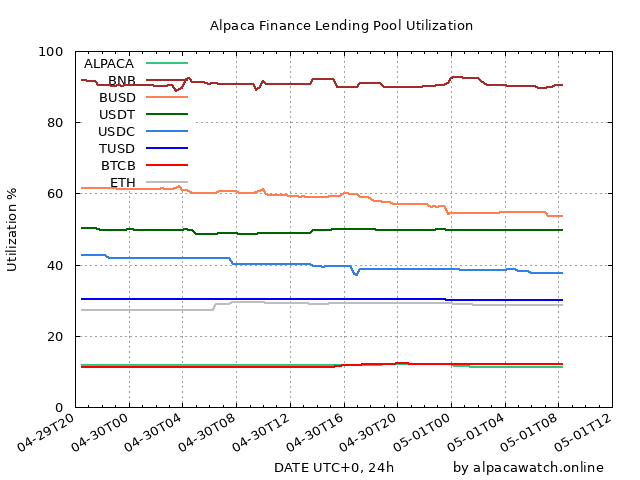 Alpaca Finance Lending Pool Utilization
100
80
60
40
20
0
Utilization %
ALPACA
BNB
BUSD
USDT
USDC
TUSD
BTCB
ETH
04-29T20
04-30T00
04-30T04
04-30T08
04-30T12
04-30T16
04-30T20
05-01T00
05-01T04
05-01T08
05-01T12
DATE UTC+0, 24h
by alpacawatch.online